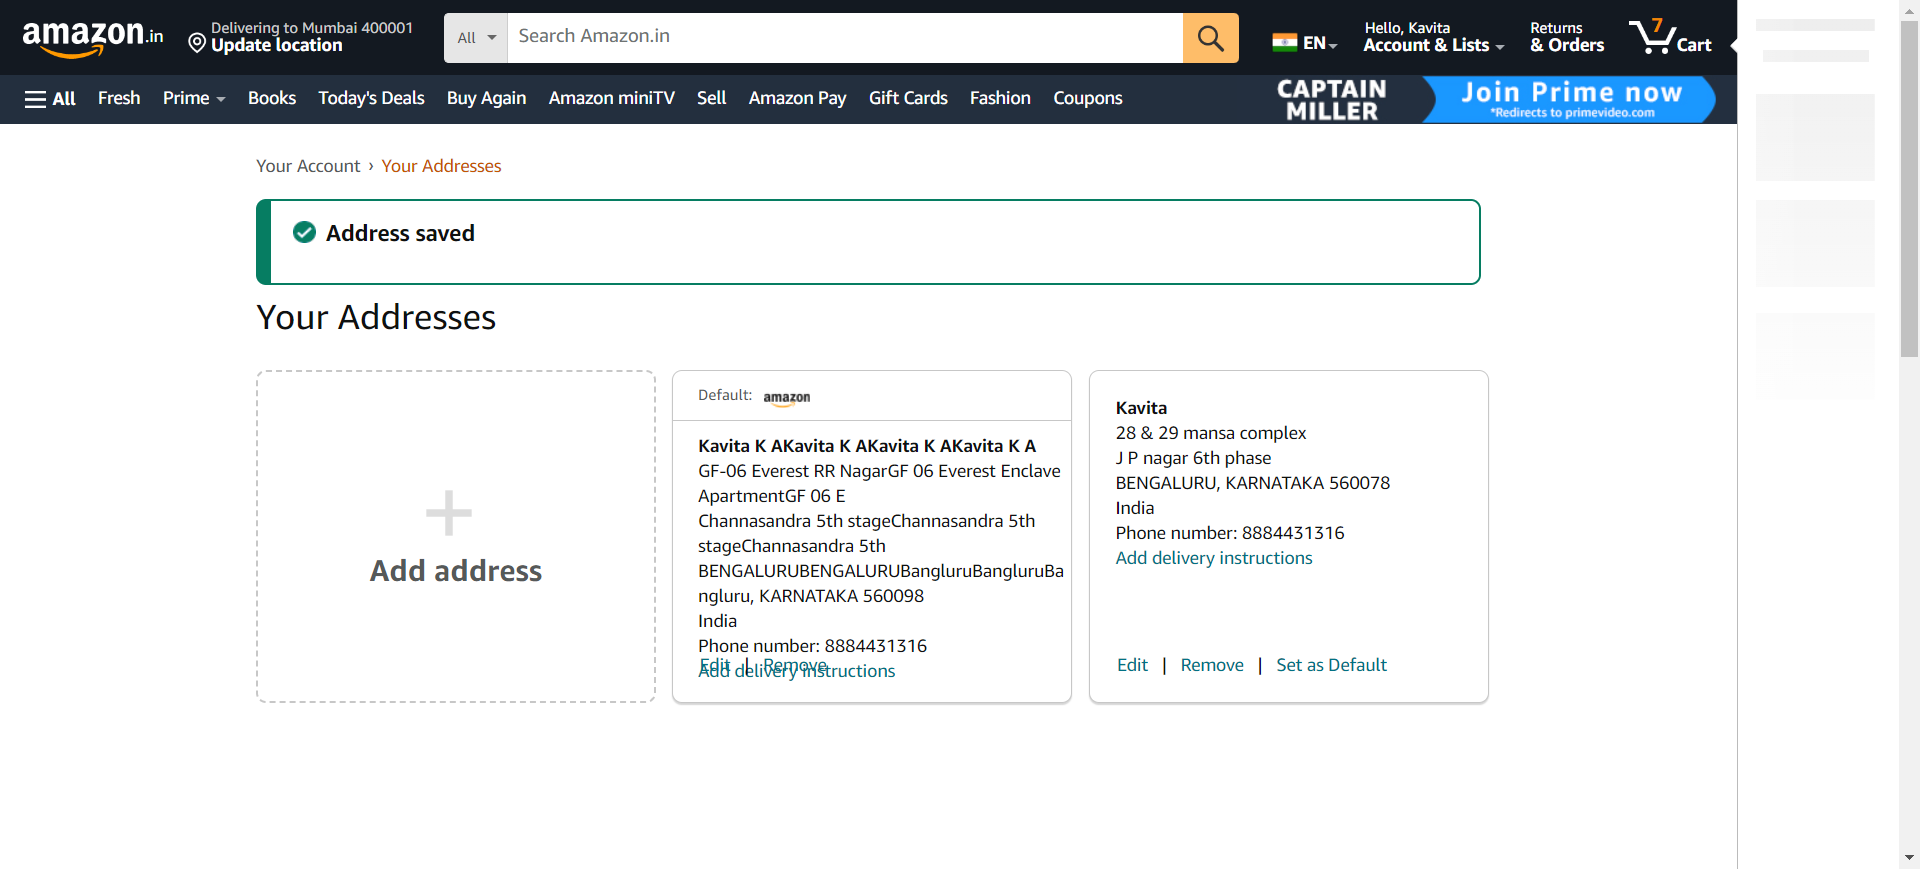 amazon.in
Delivering to Mumbai 400001
Update location
All
Search Amazon.in
EN
Hello, Kavita
Account & Lists
Returns
& Orders
7
Cart
All
Fresh
Prime
Books
Today's Deals
Buy Again
Amazon miniTV
Sell
Amazon Pay
Gift Cards
Fashion
Coupons
CAPTAIN
MILLER
Join Prime now
*Redirects to primevideo.com
Your Account › Your Addresses
Address saved
Your Addresses
Add address
Default: amazon
Kavita K AKavita K AKavita K AKavita K A
GF-06 Everest RR NagarGF 06 Everest Enclave
ApartmentGF 06 E
Channasandra 5th stageChannasandra 5th
stageChannasandra 5th
BENGALURUBENGALURUBangluruBangluruBa
ngluru, KARNATAKA 560098
India
Phone number: 8884431316
Edit | Remove
Add delivery instructions
Kavita
28 & 29 mansa complex
J P nagar 6th phase
BENGALURU, KARNATAKA 560078
India
Phone number: 8884431316
Add delivery instructions
Edit | Remove | Set as Default